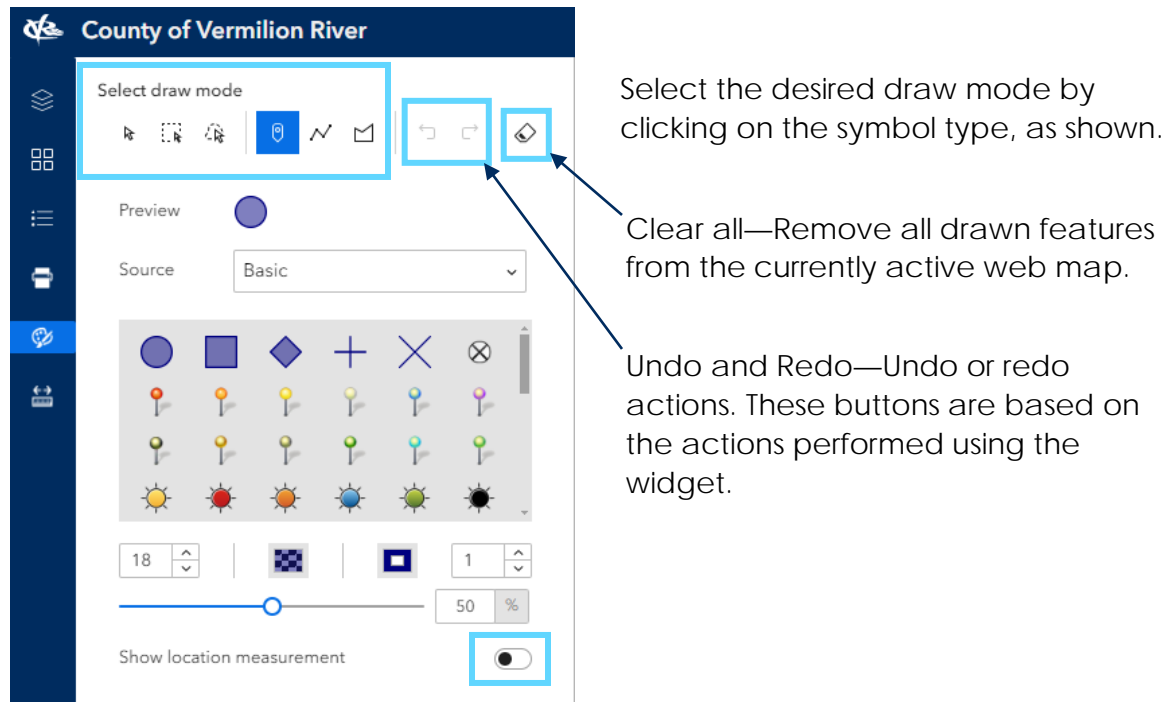 County of Vermilion River
Select draw mode
Preview
Source
Basic
18
1
50
%
Show location measurement
Select the desired draw mode by
clicking on the symbol type, as shown.
Clear all—Remove all drawn features
from the currently active web map.
Undo and Redo—Undo or redo
actions. These buttons are based on
the actions performed using the
widget.